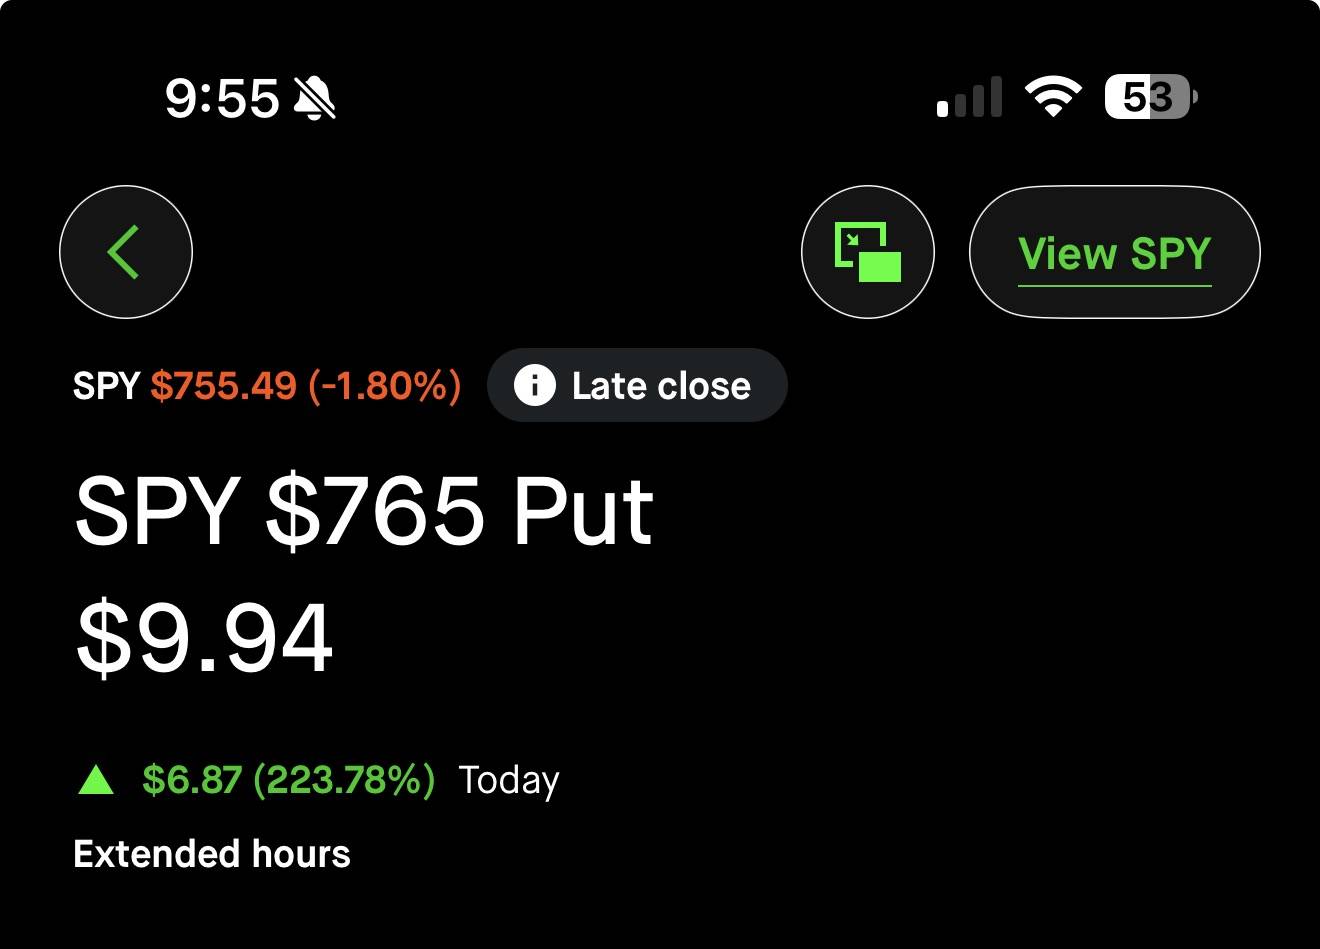 9:55
53
View SPY
SPY $755.49 (-1.80%) Late close
SPY $765 Put
$9.94
▲ $6.87 (223.78%) Today
Extended hours